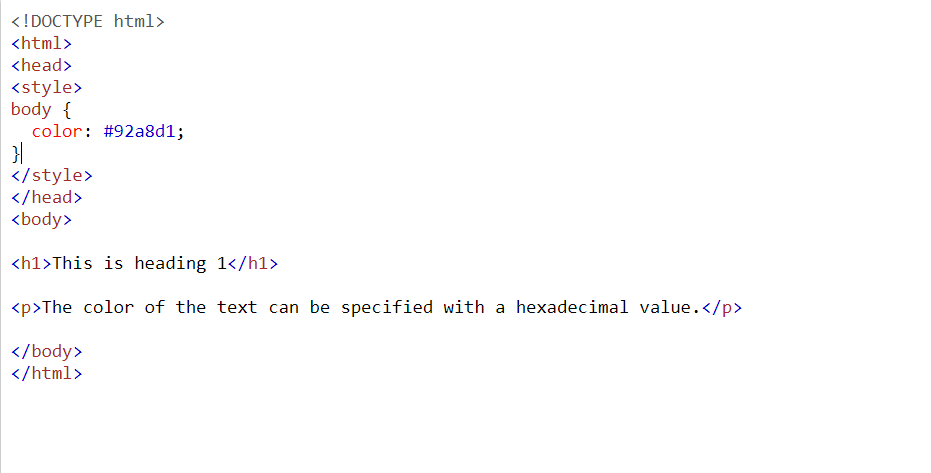 <!DOCTYPE html>
<html>
<head>
<style>
body {
  color: #92a8d1;
}
</style>
</head>
<body>

<h1>This is heading 1</h1>

<p>The color of the text can be specified with a hexadecimal value.</p>

</body>
</html>